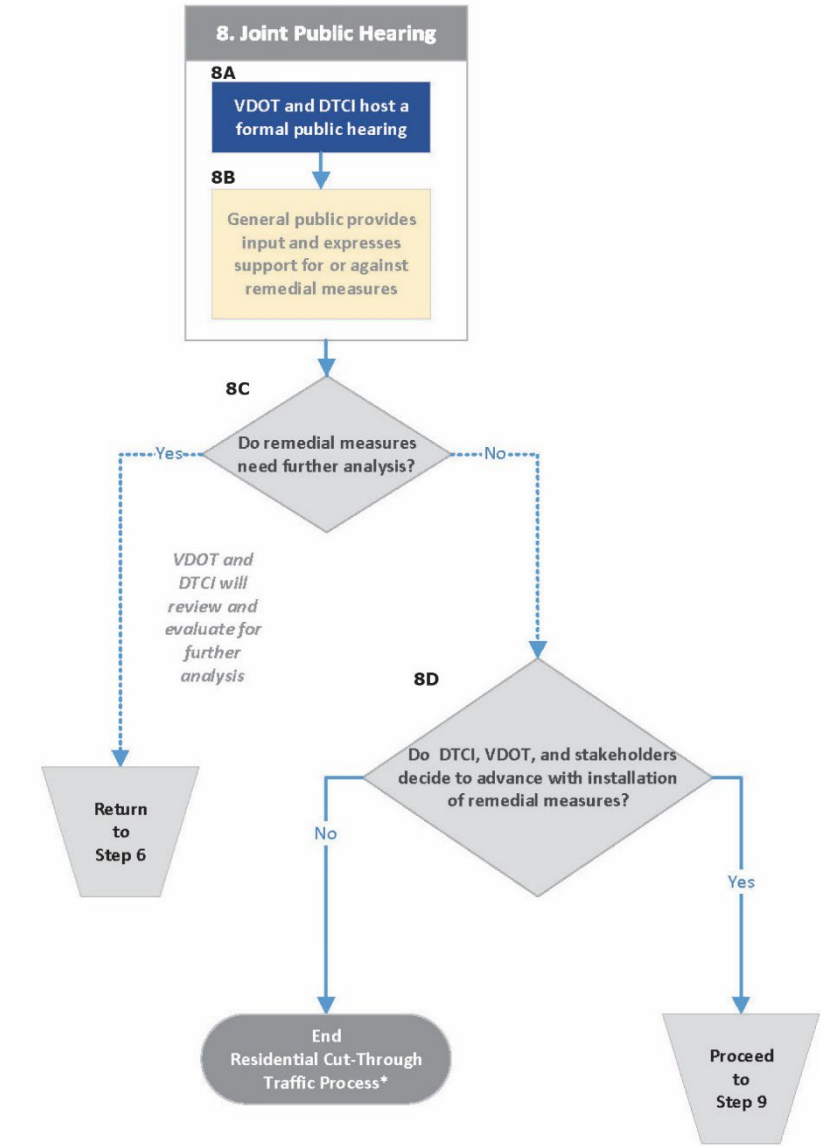 8. Joint Public Hearing
8A
VDOT and DTCI host a
formal public hearing
8B
General public provides
input and expresses
support for or against
remedial measures
8C
Do remedial measures
need further analysis?
Yes
No
VDOT and
DTCI will
review and
evaluate for
further
analysis
8D
Do DTCI, VDOT, and stakeholders
decide to advance with installation
of remedial measures?
Return
to
Step 6
No
Yes
End
Residential Cut-Through
Traffic Process*
Proceed
to
Step 9